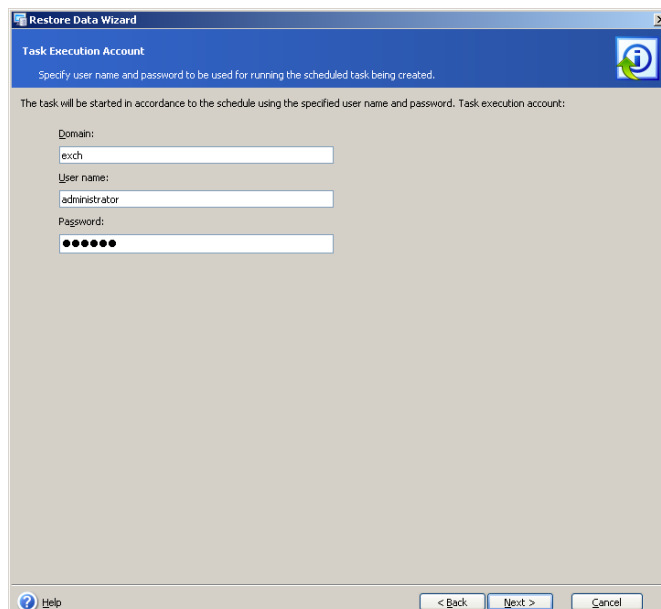 Restore Data Wizard
Task Execution Account
Specify user name and password to be used for running the scheduled task being created.
The task will be started in accordance to the schedule using the specified user name and password. Task execution account:
Domain:
exch
User name:
administrator
Password:
●●●●●●
Help
< Back
Next >
Cancel